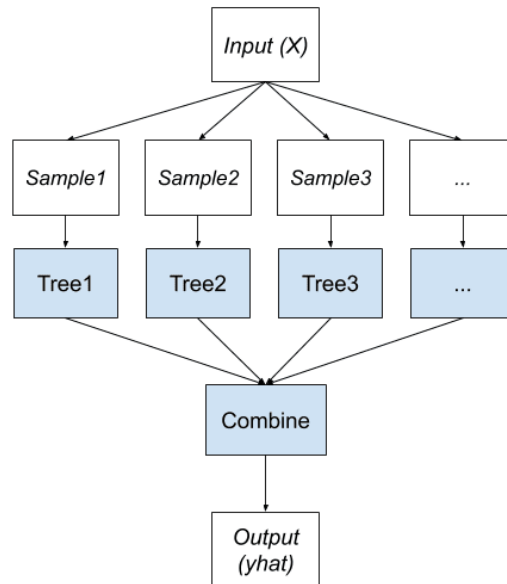 Input (X)
Sample1
Sample2
Sample3
...
Tree1
Tree2
Tree3
...
Combine
Output
(yhat)